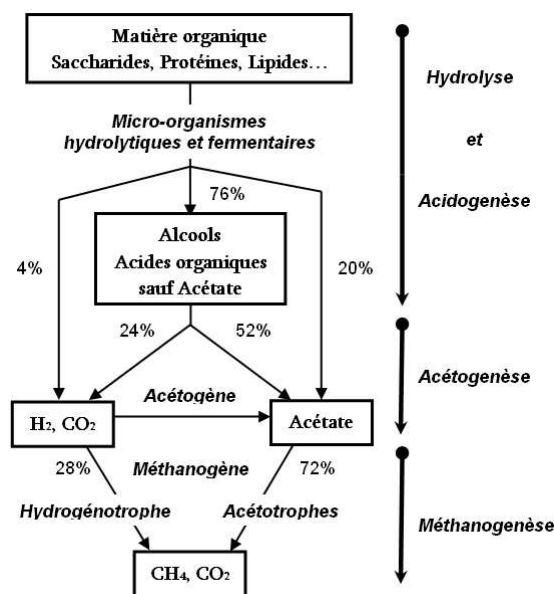 Matière organique
Saccharides, Protéines, Lipides...
Hydrolyse
Micro-organismes
hydrolytiques et fermentaires
et
76%
Acidogenèse
Alcools
Acides organiques
sauf Acétate
4%
20%
24%
52%
Acétogenèse
Acétogène
H₂, CO₂
Acétate
28%
Méthanogène
72%
Hydrogénotrophe
Acétotrophes
Méthanogenèse
CH₄, CO₂